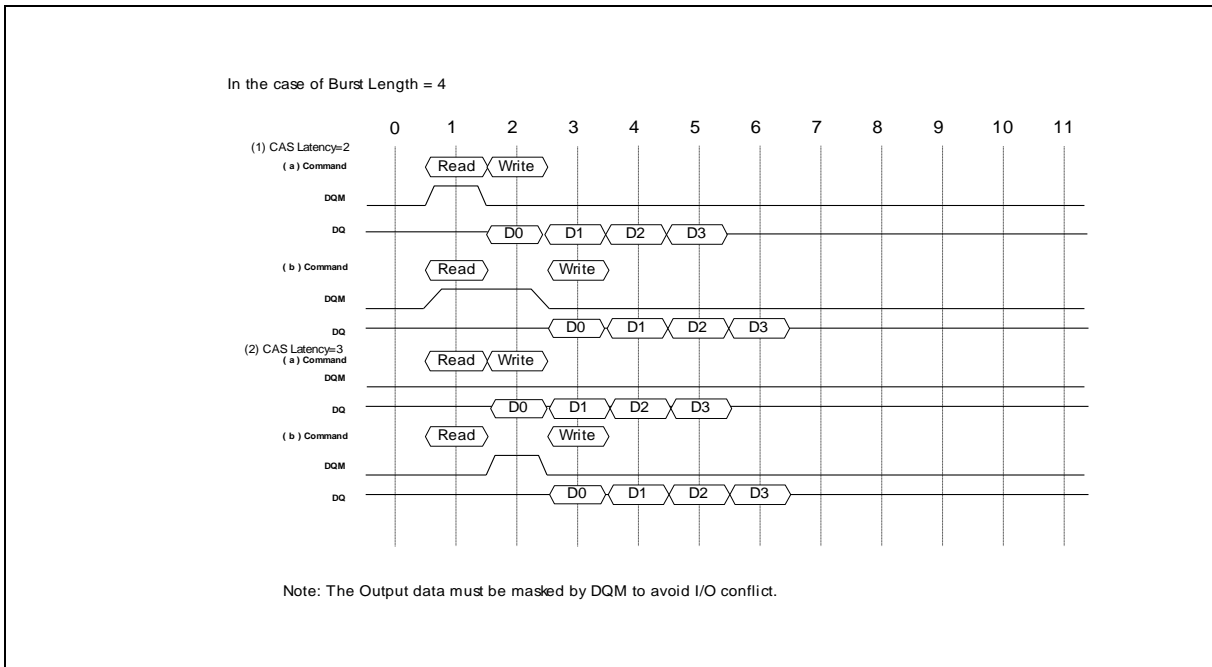 In the case of Burst Length = 4
0 1 2 3 4 5 6 7 8 9 10 11
(1) CAS Latency=2
( a ) Command Read Write
DQM
DQ D0 D1 D2 D3
( b ) Command Read Write
DQM
DQ D0 D1 D2 D3
(2) CAS Latency=3
( a ) Command Read Write
DQM
DQ D0 D1 D2 D3
( b ) Command Read Write
DQM
DQ D0 D1 D2 D3
Note: The Output data must be masked by DQM to avoid I/O conflict.